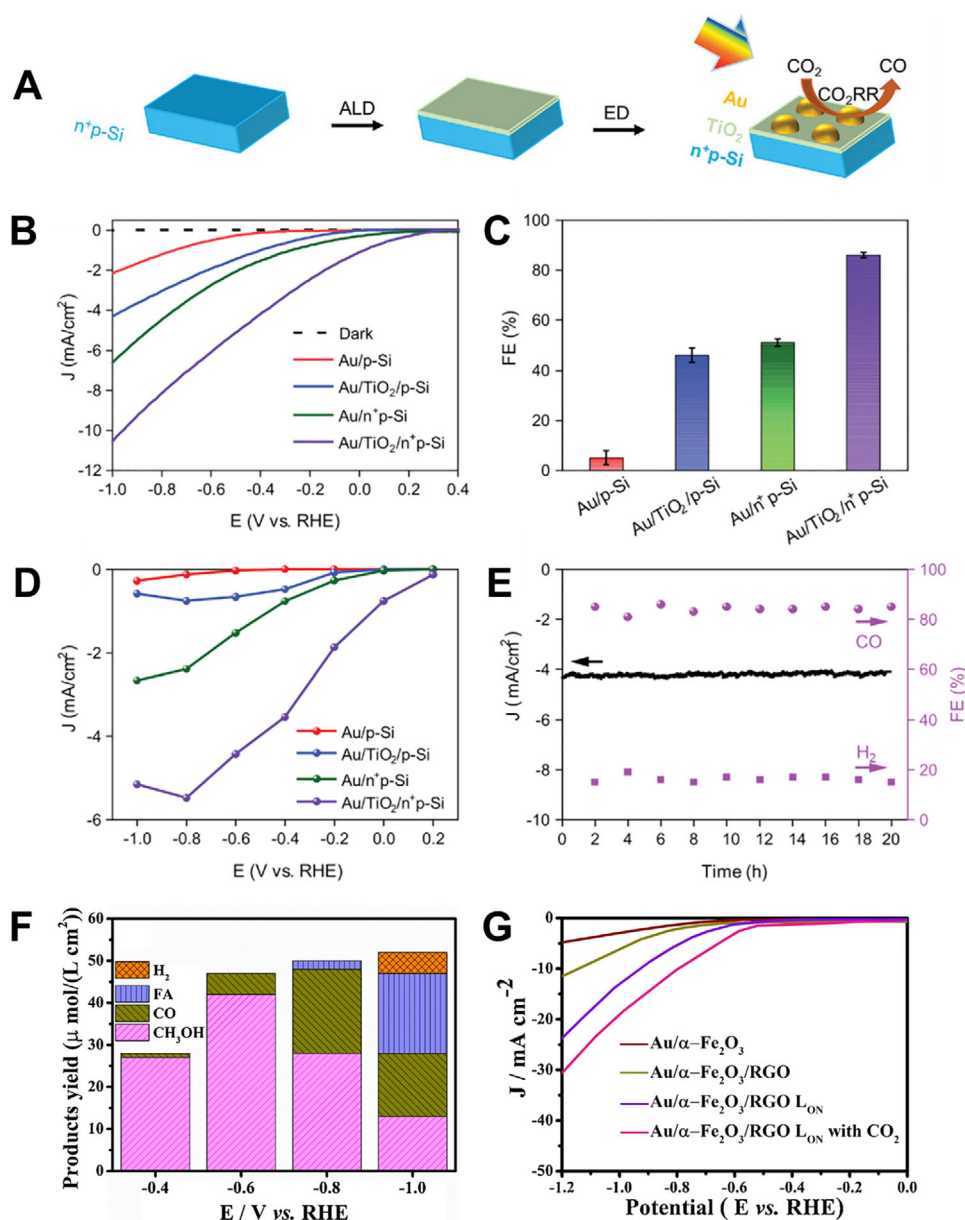 A
n⁺p-Si
ALD
ED
Au
TiO₂
n⁺p-Si
CO₂
CO
CO₂RR
B
J (mA/cm²)
0
-2
-4
-6
-8
-10
-12
Dark
Au/p-Si
Au/TiO₂/p-Si
Au/n⁺p-Si
Au/TiO₂/n⁺p-Si
-1.0 -0.8 -0.6 -0.4 -0.2 0.0 0.2 0.4
E (V vs. RHE)
C
FE (%)
100
80
60
40
20
0
Au/p-Si
Au/TiO₂/p-Si
Au/n⁺ p-Si
Au/TiO₂/n⁺ p-Si
D
J (mA/cm²)
0
-2
-4
-6
Au/p-Si
Au/TiO₂/p-Si
Au/n⁺p-Si
Au/TiO₂/n⁺p-Si
-1.0 -0.8 -0.6 -0.4 -0.2 0.0 0.2
E (V vs. RHE)
E
J (mA/cm²)
0
-2
-4
-6
-8
-10
CO
H₂
100
80
60
40
20
0
FE (%)
0 2 4 6 8 10 12 14 16 18 20
Time (h)
F
Products yield (μ mol/(L cm²))
60
50
40
30
20
10
0
H₂
FA
CO
CH₃OH
-0.4 -0.6 -0.8 -1.0
E / V vs. RHE
G
J / mA cm⁻²
0
-10
-20
-30
-40
-50
Au/α−Fe₂O₃
Au/α−Fe₂O₃/RGO
Au/α−Fe₂O₃/RGO L_ON
Au/α−Fe₂O₃/RGO L_ON with CO₂
-1.2 -0.9 -0.6 -0.3 0.0
Potential ( E vs. RHE)